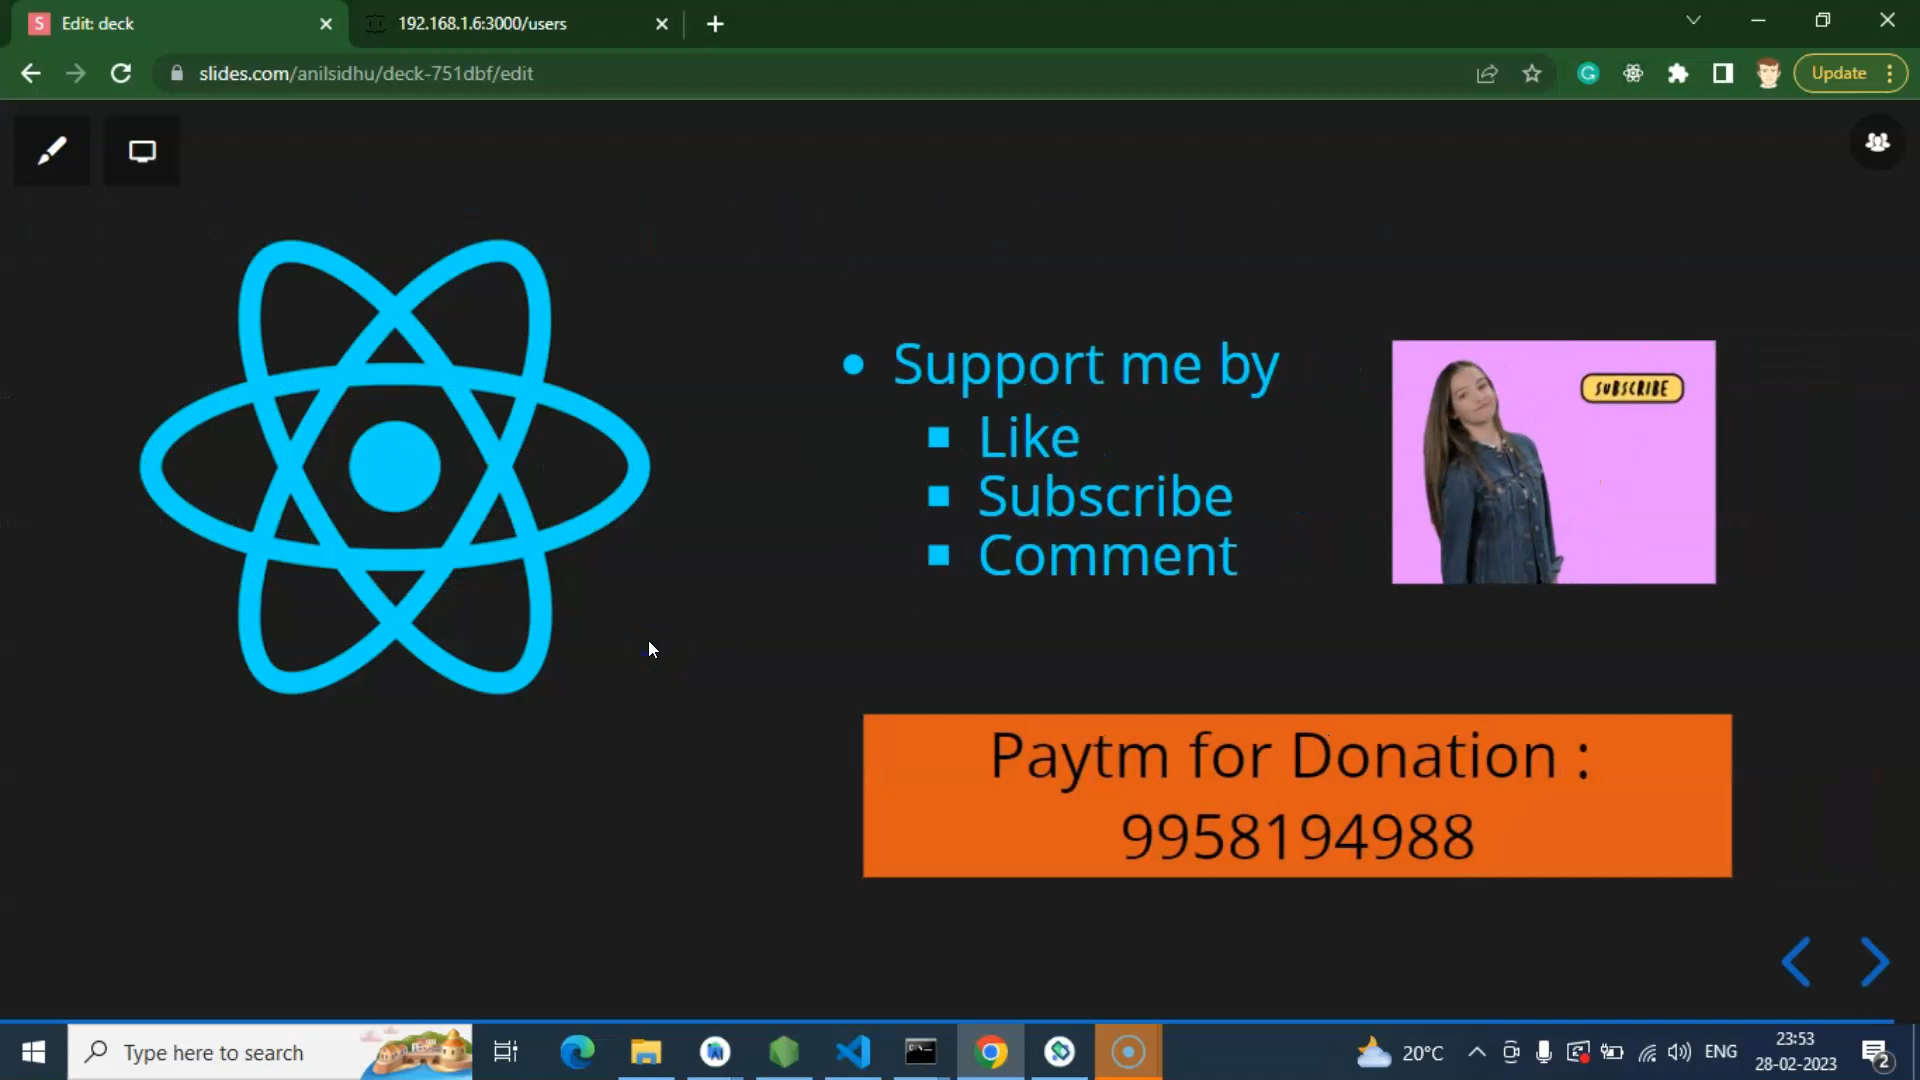 S Edit: deck
192.168.1.6:3000/users
slides.com/anilsidhu/deck-751dbf/edit
Update
Support me by
Like
Subscribe
Comment
SUBSCRIBE
Paytm for Donation :
9958194988
Type here to search
20°C
ENG
23:53
28-02-2023
2